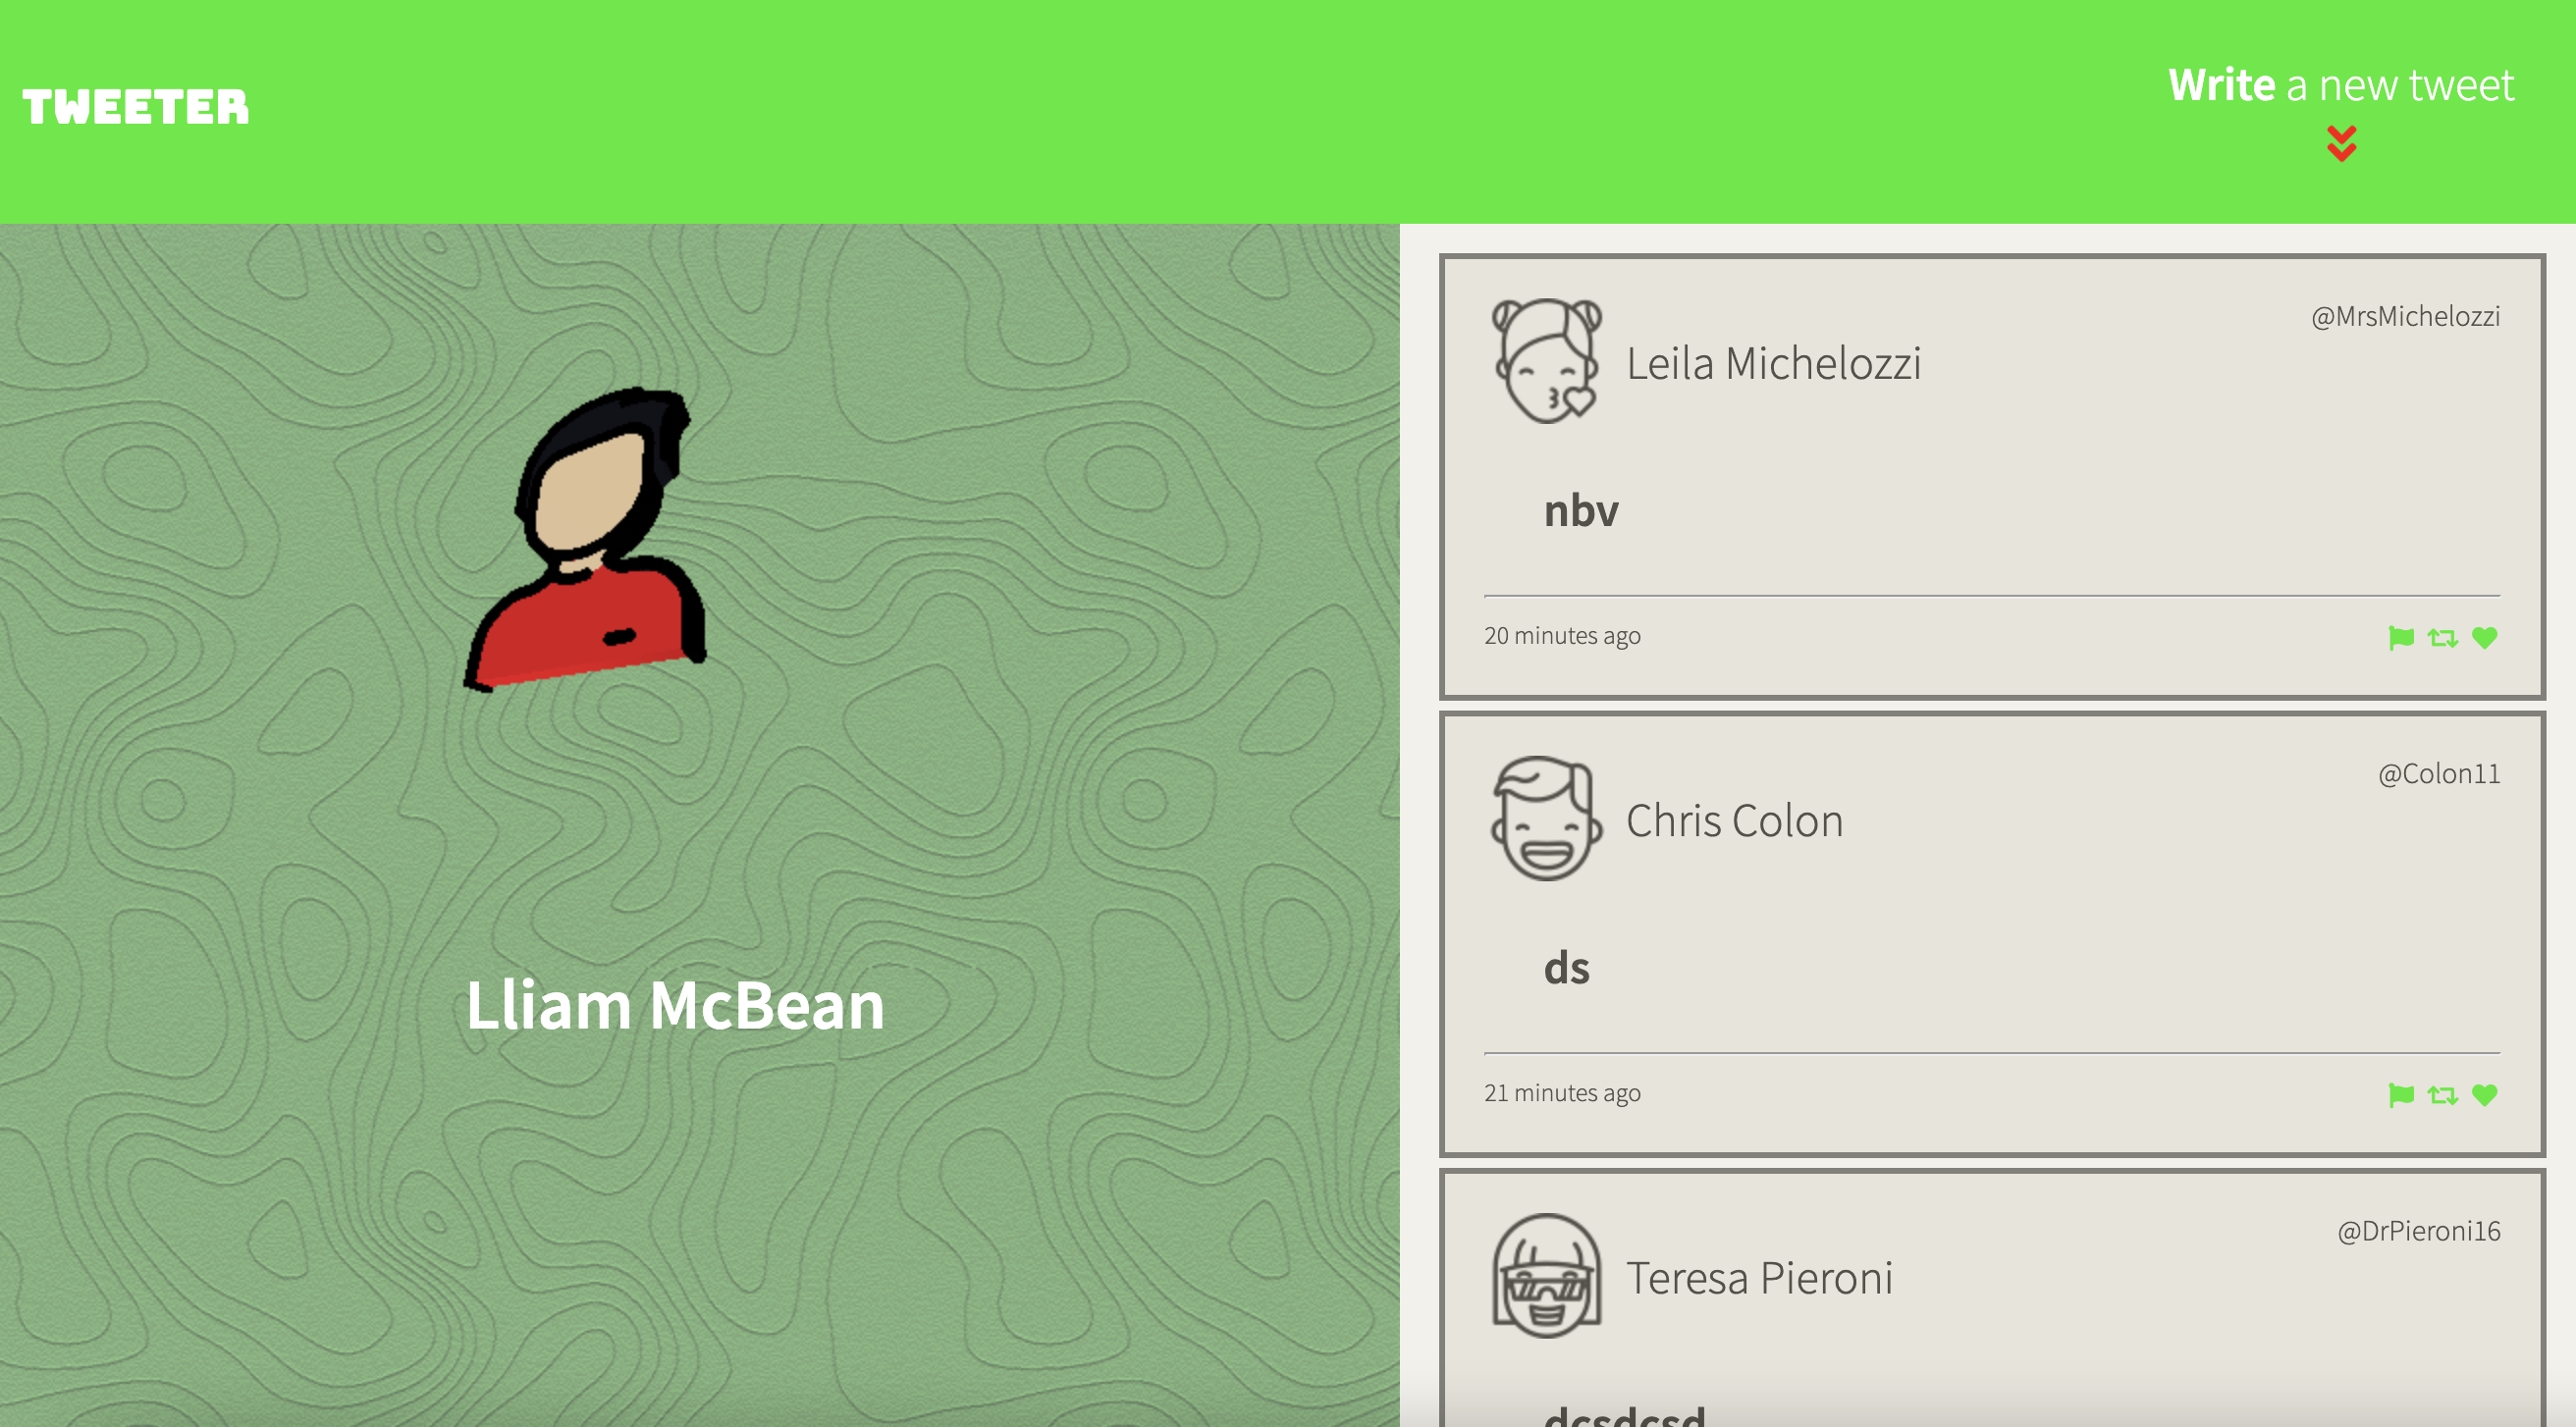 TWEETER
Write a new tweet
Lliam McBean
@MrsMichelozzi
Leila Michelozzi
nbv
20 minutes ago
@Colon11
Chris Colon
ds
21 minutes ago
@DrPieroni16
Teresa Pieroni
dcsdcsd